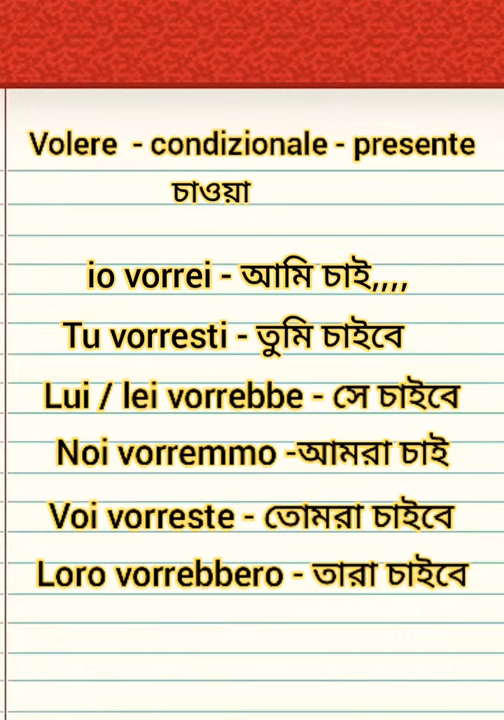 Volere - condizionale - presente
চাওয়া
io vorrei - আমি চাই,,,,
Tu vorresti - তুমি চাইবে
Lui / lei vorrebbe - সে চাইবে
Noi vorremmo -আমরা চাই
Voi vorreste - তোমরা চাইবে
Loro vorrebbero - তারা চাইবে